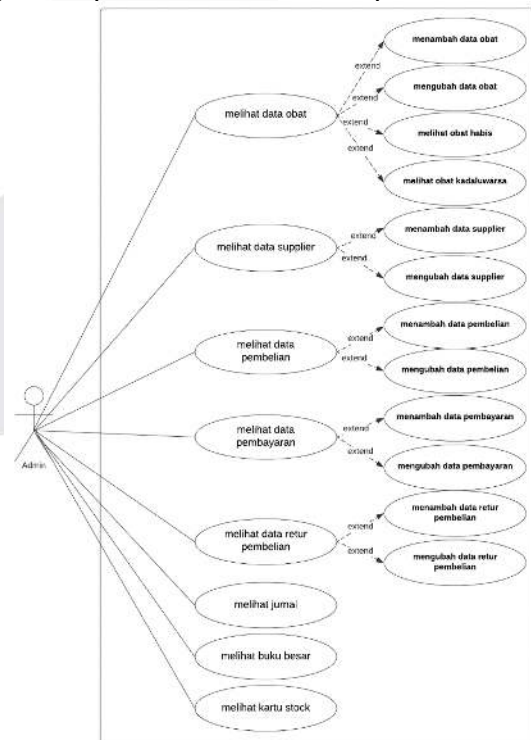 menambah data obat
extend
mengubah data obat
extend
melihat data obat
extend
melihat obat habis
extend
melihat obat kadaluwarsa
menambah data supplier
extend
melihat data supplier
extend
mengubah data supplier
menambah data pembelian
extend
melihat data
pembelian
extend
mengubah data pembelian
menambah data pembayaran
extend
melihat data
pembayaran
extend
mengubah data pembayaran
Admin
menambah data retur
pembelian
extend
melihat data retur
pembelian
extend
mengubah data retur
pembelian
melihat jurnal
melihat buku besar
melihat kartu stock